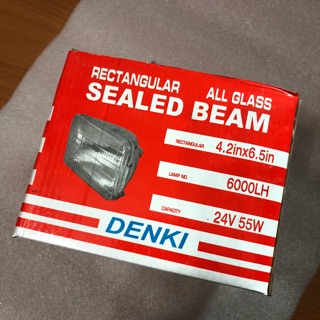 RECTANGULAR ALL GLASS
SEALED BEAM
RECTANGULAR 4.2inx6.5in
LAMP NO. 6000LH
CAPACITY 24V 55W
DENKI